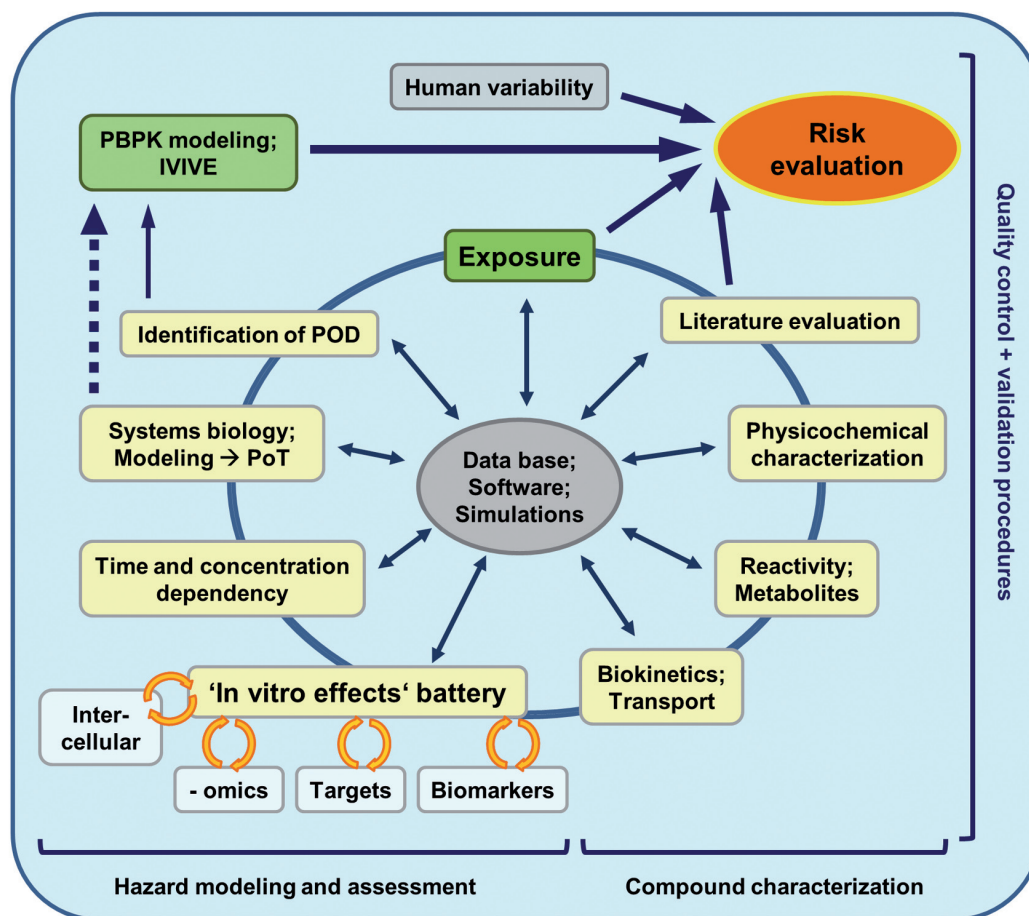 Human variability
PBPK modeling;
IVIVE
Risk
evaluation
Exposure
Identification of POD
Literature evaluation
Systems biology;
Modeling → PoT
Data base;
Software;
Simulations
Physicochemical
characterization
Time and concentration
dependency
Reactivity;
Metabolites
‘In vitro effects‘ battery
Biokinetics;
Transport
Inter-
cellular
- omics
Targets
Biomarkers
Hazard modeling and assessment
Compound characterization
Quality control + validation procedures